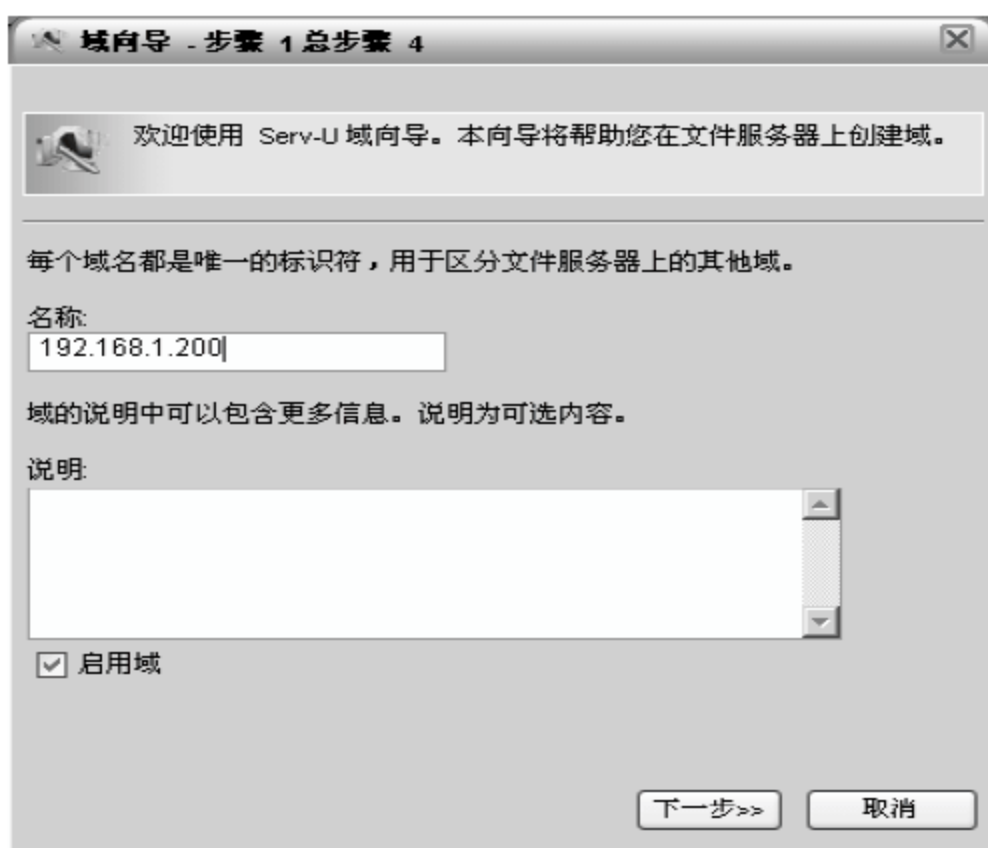 域向导 - 步骤 1总步骤 4
欢迎使用 Serv-U 域向导。本向导将帮助您在文件服务器上创建域。
每个域名都是唯一的标识符，用于区分文件服务器上的其他域。
名称:
192.168.1.200
域的说明中可以包含更多信息。说明为可选内容。
说明:
启用域
下一步>>
取消